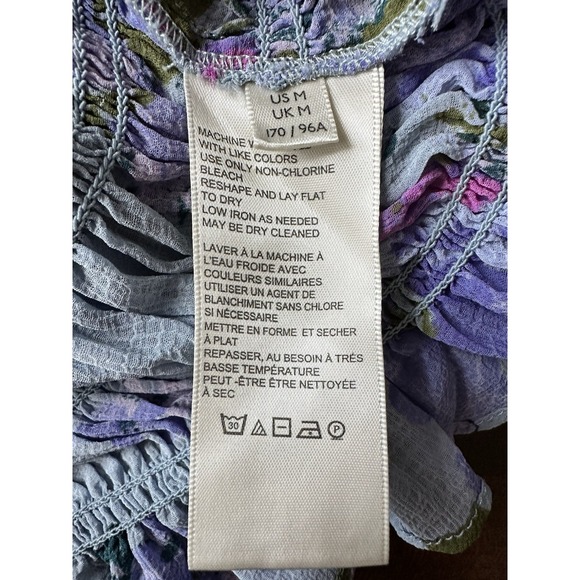 US M
UK M
170 / 96A
MACHINE
WITH LIKE COLORS
USE ONLY NON-CHLORINE
BLEACH
RESHAPE AND LAY FLAT
TO DRY
LOW IRON AS NEEDED
MAY BE DRY CLEANED
LAVER À LA MACHINE À
L'EAU FROIDE AVEC
COULEURS SIMILAIRES
UTILISER UN AGENT DE
BLANCHIMENT SANS CHLORE
SI NÉCESSAIRE
METTRE EN FORME ET SECHER
À PLAT
REPASSER, AU BESOIN À TRÉS
BASSE TEMPÉRATURE
PEUT -ÊTRE ÊTRE NETTOYÉE
À SEC
30 P